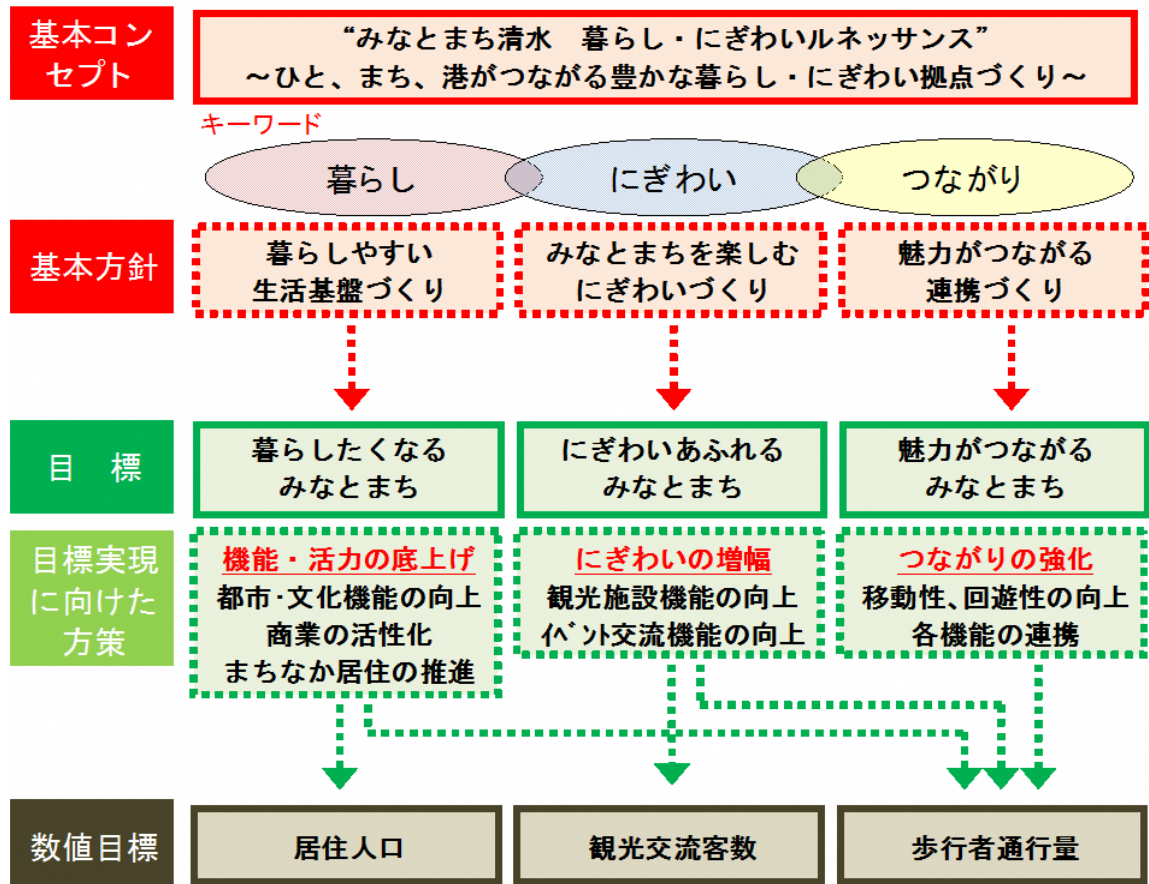 基本コン
セプト
“みなとまち清水　暮らし・にぎわいルネッサンス”
～ひと、まち、港がつながる豊かな暮らし・にぎわい拠点づくり～
キーワード
暮らし
にぎわい
つながり
基本方針
暮らしやすい
生活基盤づくり
みなとまちを楽しむ
にぎわいづくり
魅力がつながる
連携づくり
目　標
暮らしたくなる
みなとまち
にぎわいあふれる
みなとまち
魅力がつながる
みなとまち
目標実現
に向けた
方策
機能・活力の底上げ
都市･文化機能の向上
商業の活性化
まちなか居住の推進
にぎわいの増幅
観光施設機能の向上
ｲﾍﾞﾝﾄ交流機能の向上
つながりの強化
移動性、回遊性の向上
各機能の連携
数値目標
居住人口
観光交流客数
歩行者通行量